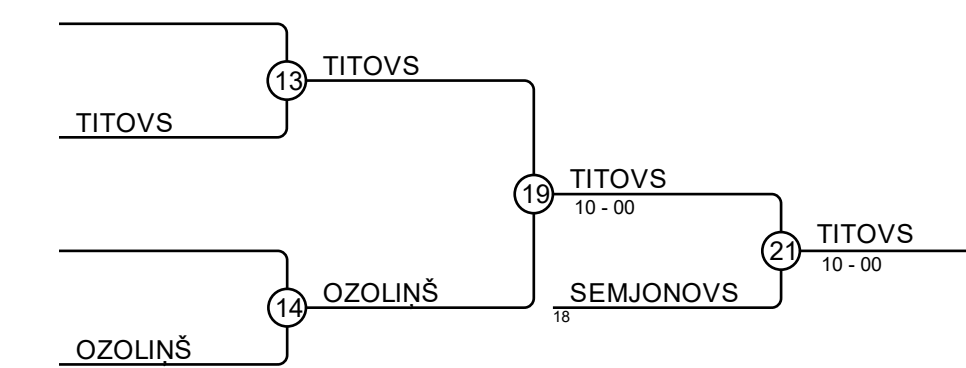 TITOVS
13
TITOVS
TITOVS
19
10 - 00
TITOVS
21
10 - 00
OZOLIŅŠ
SEMJONOVS
14
18
OZOLIŅŠ